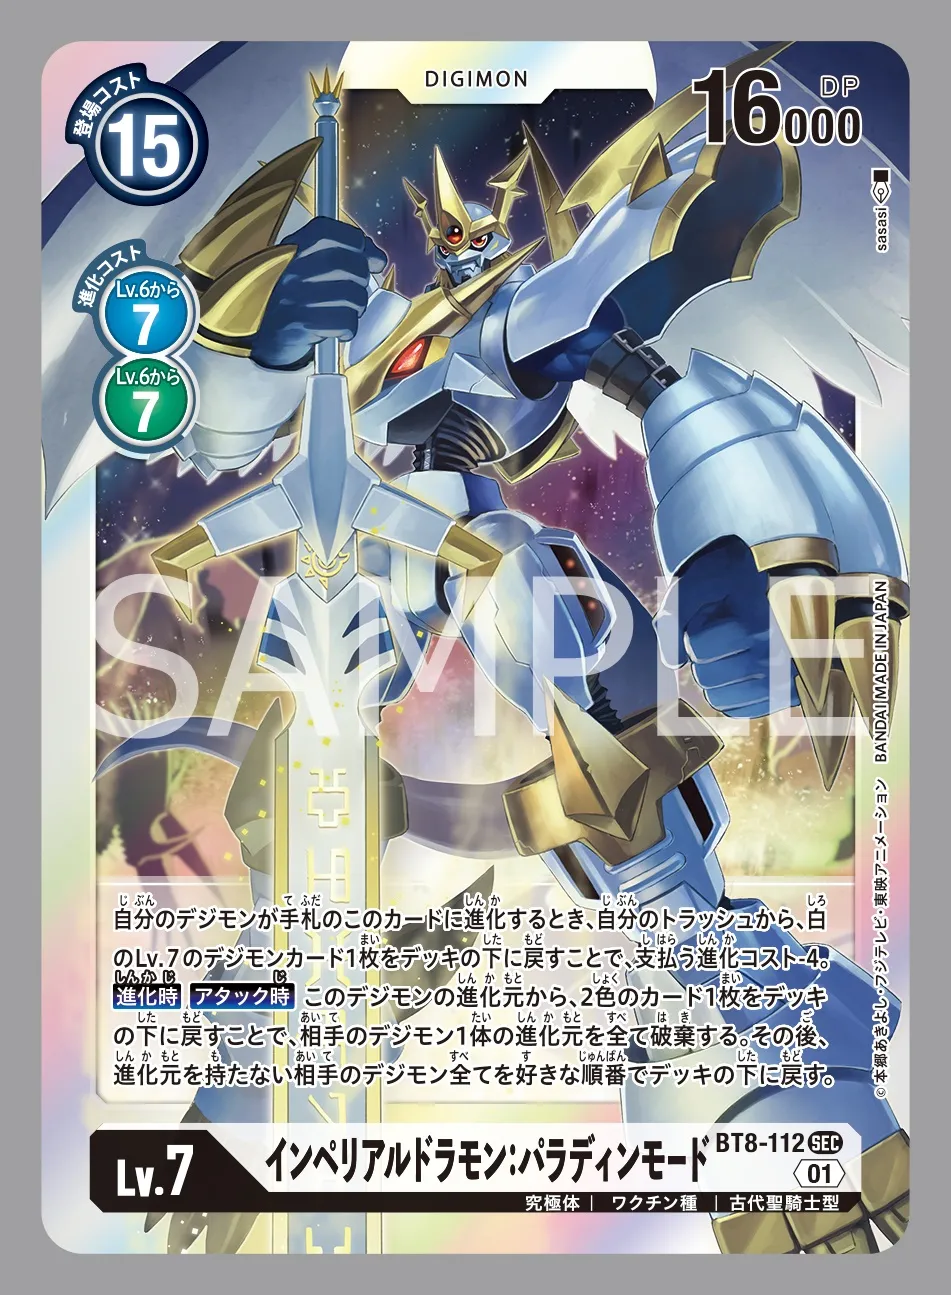 DIGIMON
登場コスト
15
16000
DP
sasasi
進化コスト
Lv.6から
7
Lv.6から
7
SAMPLE
BANDAI MADE IN JAPAN
©本郷あきよし・フジテレビ・東映アニメーション
自分のデジモンが手札のこのカードに進化するとき、自分のトラッシュから、白
のLv.7のデジモンカード1枚をデッキの下に戻すことで、支払う進化コスト-4。
進化時 アタック時 このデジモンの進化元から、2色のカード1枚をデッキ
の下に戻すことで、相手のデジモン1体の進化元を全て破棄する。その後、
進化元を持たない相手のデジモン全てを好きな順番でデッキの下に戻す。
Lv.7
インペリアルドラモン:パラディンモード
BT8-112 SEC
01
究極体 | ワクチン種 | 古代聖騎士型